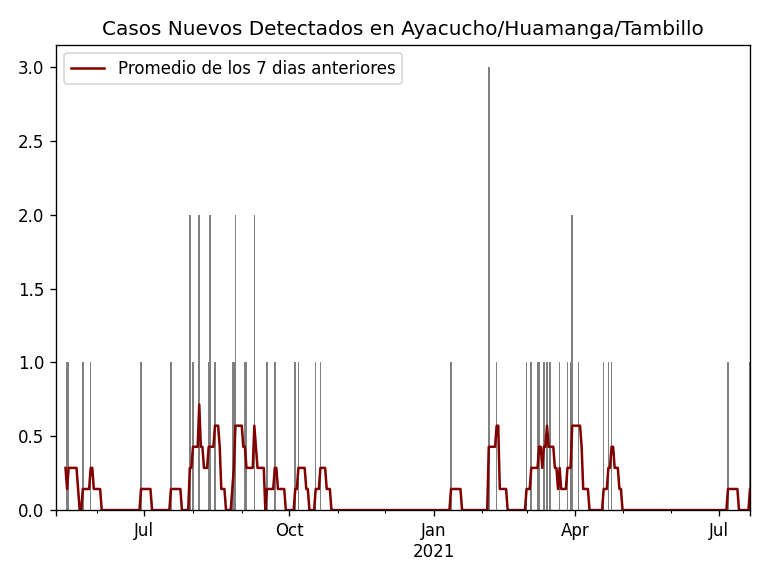 Casos Nuevos Detectados en Ayacucho/Huamanga/Tambillo
Promedio de los 7 dias anteriores
3.0
2.5
2.0
1.5
1.0
0.5
0.0
Jul Oct Jan Apr Jul
2021